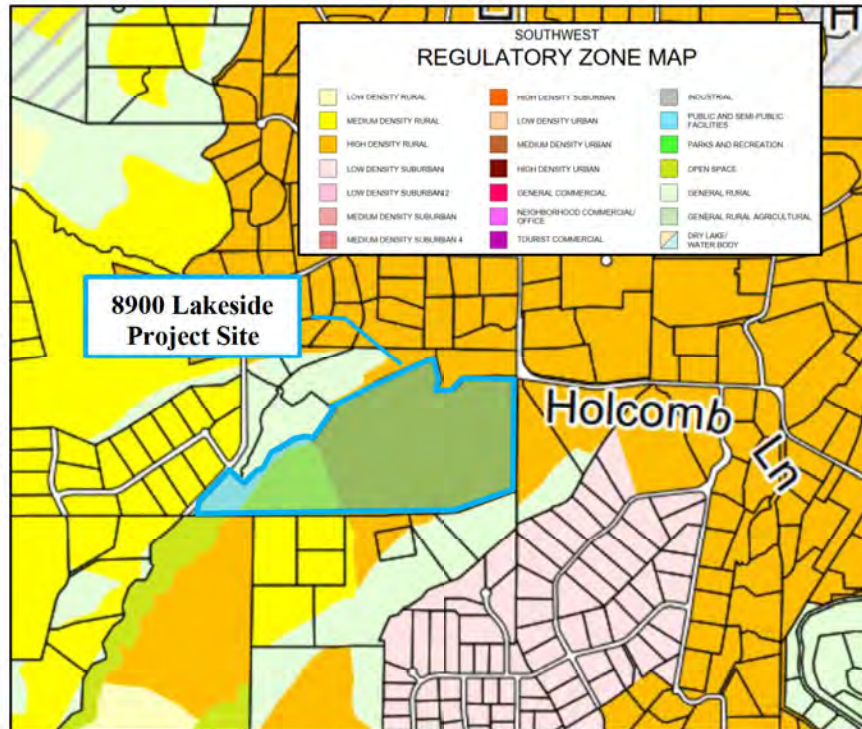 H
SOUTHWEST
REGULATORY ZONE MAP
LOW DENSITY RURAL
MEDIUM DENSITY RURAL
HIGH DENSITY RURAL
LOW DENSITY SUBURBAN
LOW DENSITY SUBURBAN 2
MEDIUM DENSITY SUBURBAN
MEDIUM DENSITY SUBURBAN 4
HIGH DENSITY SUBURBAN
LOW DENSITY URBAN
MEDIUM DENSITY URBAN
HIGH DENSITY URBAN
GENERAL COMMERCIAL
NEIGHBORHOOD COMMERCIAL/
OFFICE
TOURIST COMMERCIAL
INDUSTRIAL
PUBLIC AND SEMI-PUBLIC
FACILITIES
PARKS AND RECREATION
OPEN SPACE
GENERAL RURAL
GENERAL RURAL AGRICULTURAL
DRY LAKE/
WATER BODY
8900 Lakeside
Project Site
Holcomb
Ln